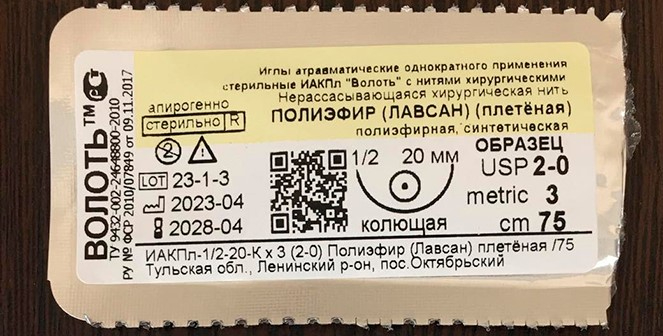 ВОЛОТЬ™
РСТ
ТУ 9432-002-24648800-2010
РУ № ФСР 2010/07849 от 09.11.2017
Иглы атравматические однократного применения
стерильные ИАКПл "Волоть" с нитями хирургическими
Нерассасывающаяся хирургическая нить
ПОЛИЭФИР (ЛАВСАН) (плетёная)
полиэфирная, синтетическая
апирогенно
стерильно R
2
LOT 23-1-3
2023-04
2028-04
1/2 20 мм
колющая
ОБРАЗЕЦ
USP 2-0
metric 3
cm 75
ИАКПл-1/2-20-К х 3 (2-0) Полиэфир (Лавсан) плетёная /75
Тульская обл., Ленинский р-он, пос.Октябрьский